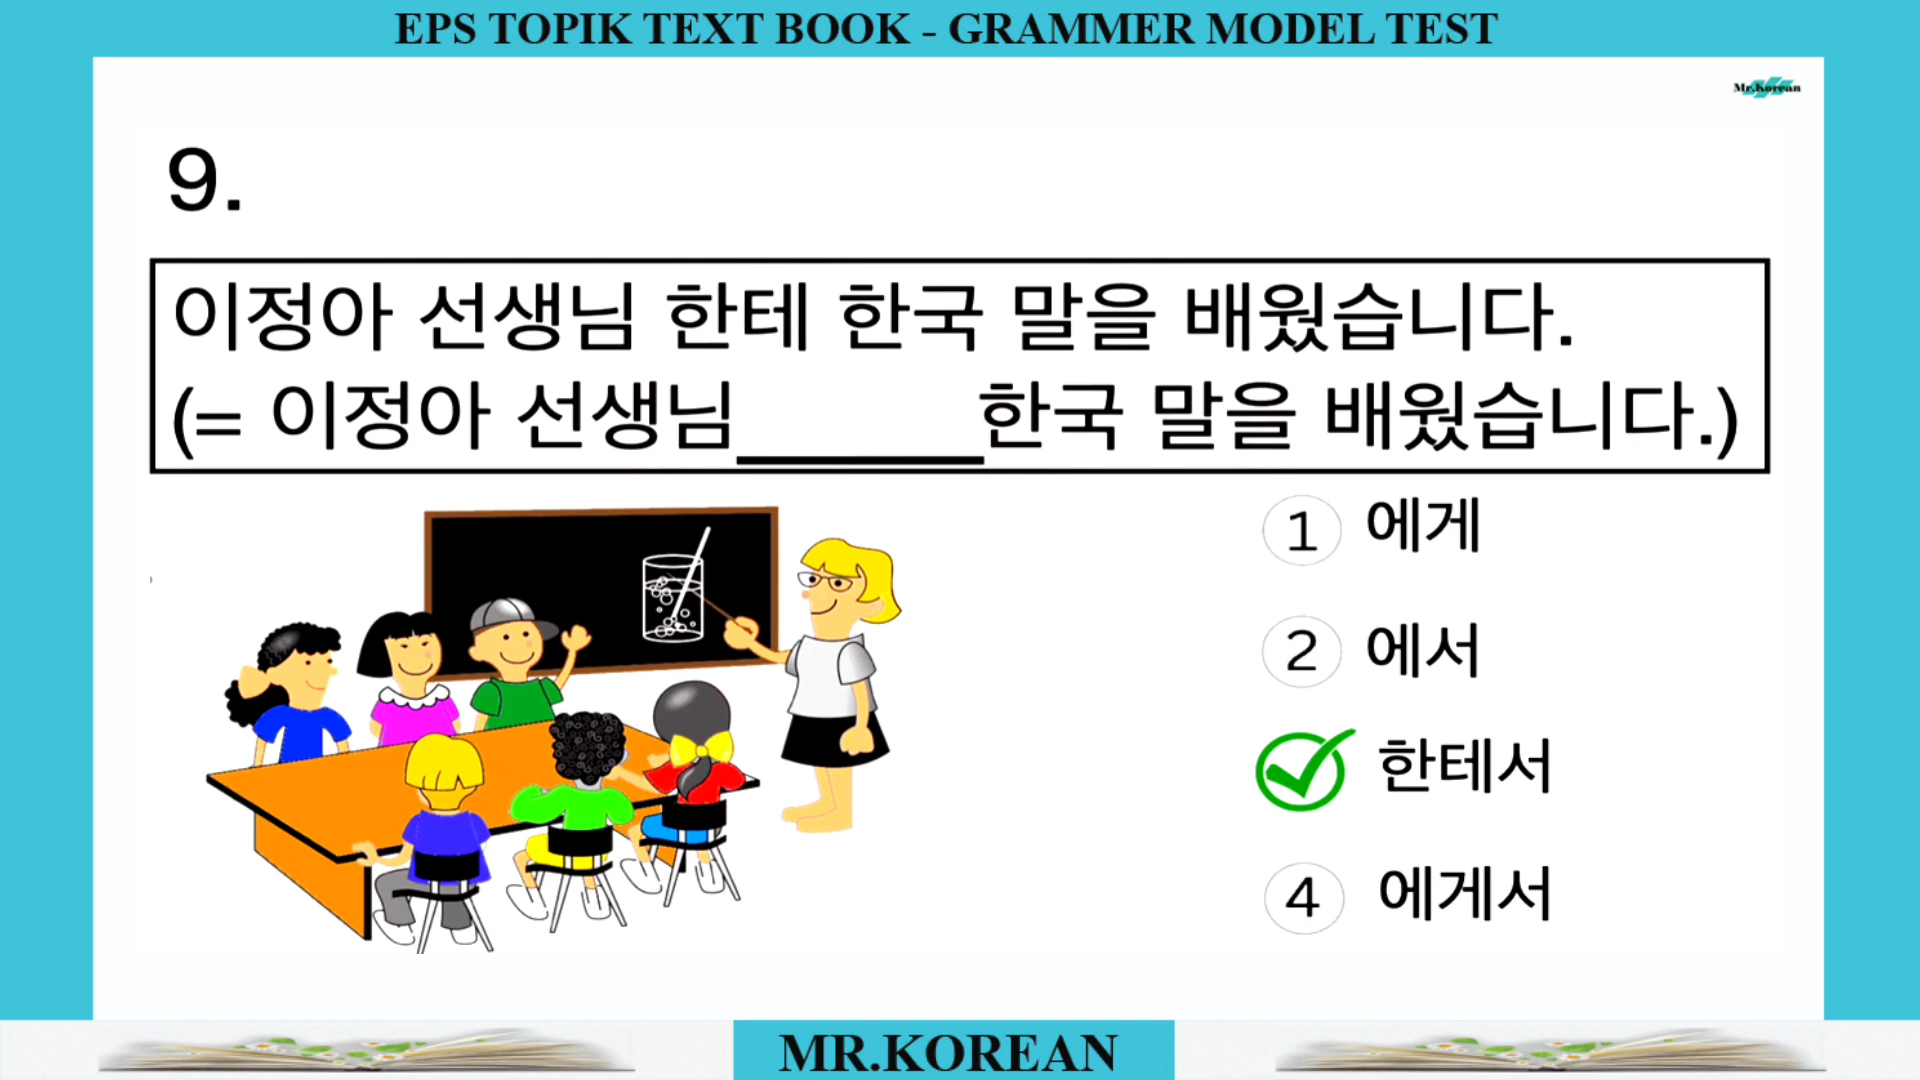 EPS TOPIK TEXT BOOK - GRAMMER MODEL TEST
Mr.Korean
9.
이정아 선생님 한테 한국 말을 배웠습니다.
(= 이정아 선생님______한국 말을 배웠습니다.)
1 에게
2 에서
한테서
4 에게서
MR.KOREAN